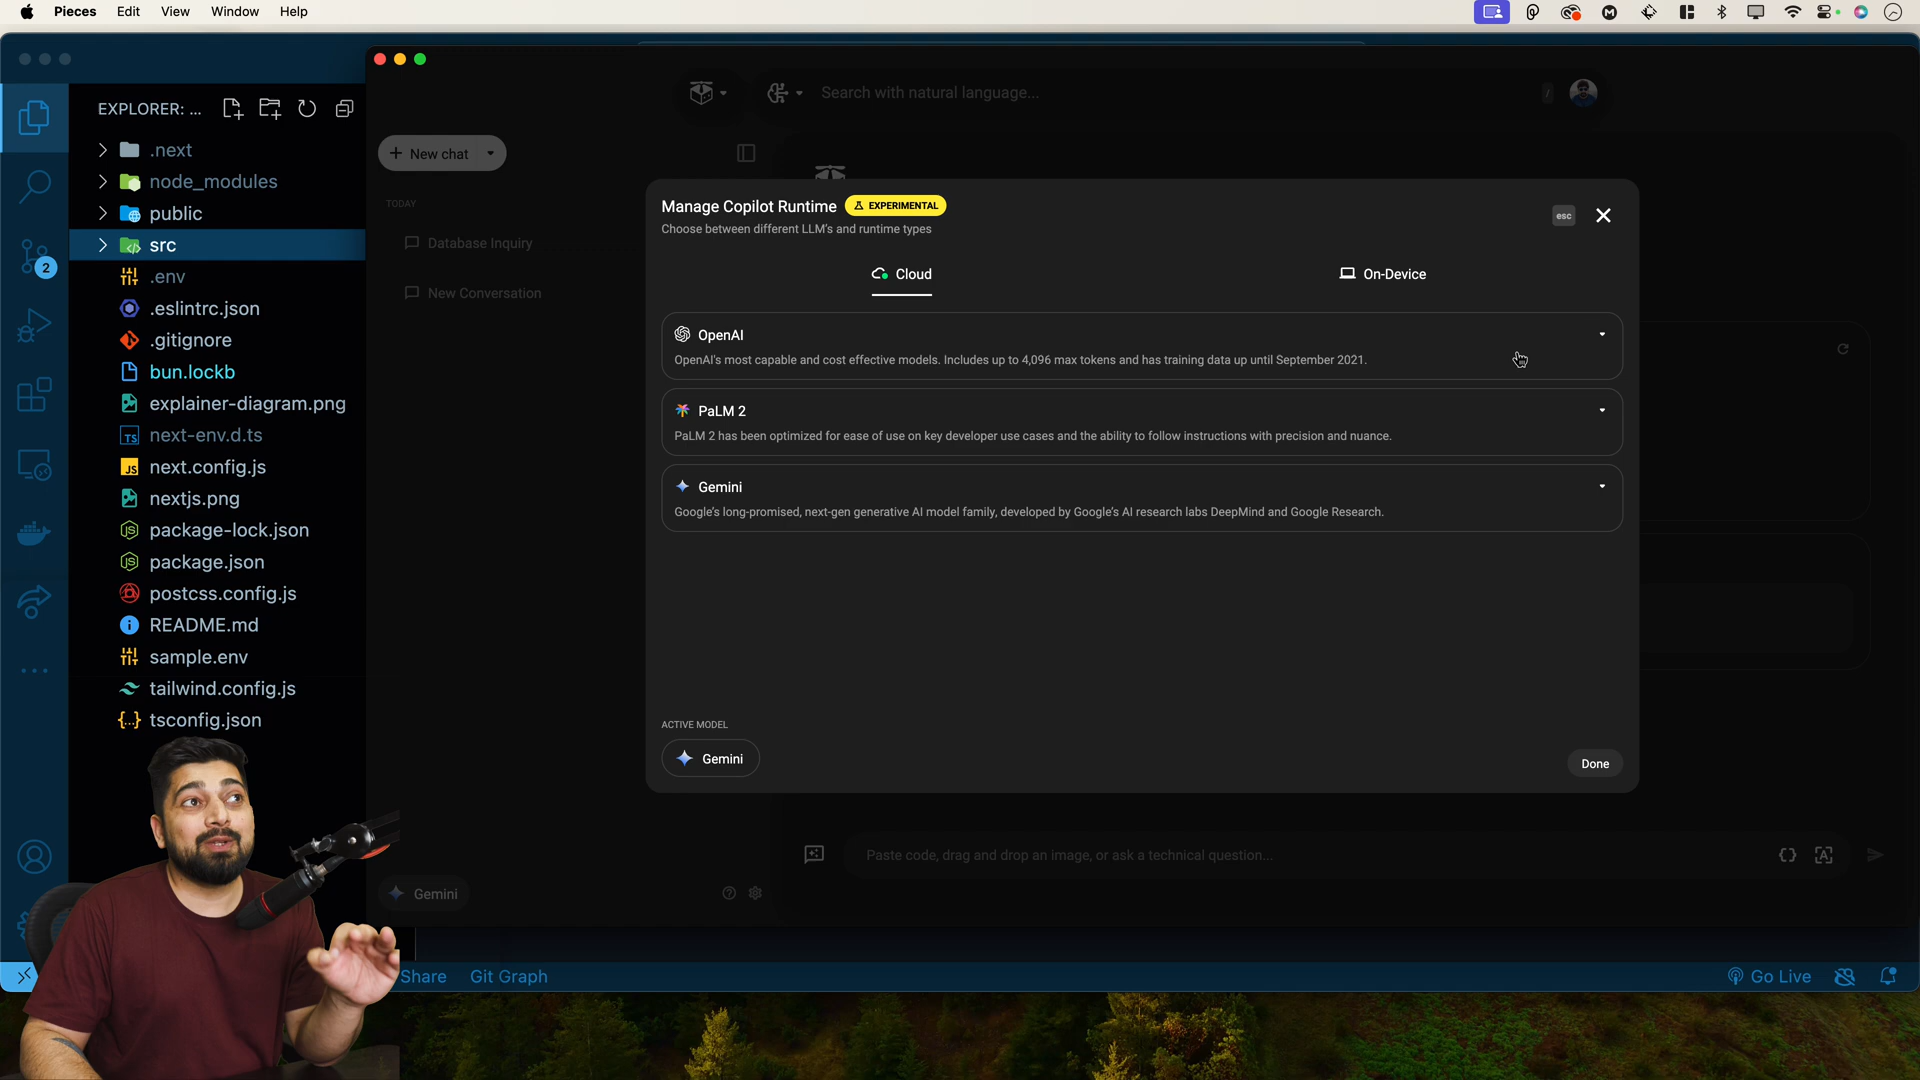 Pieces Edit View Window Help
EXPLORER: ...
.next
node_modules
public
src
.env
.eslintrc.json
.gitignore
bun.lockb
explainer-diagram.png
next-env.d.ts
next.config.js
nextjs.png
package-lock.json
package.json
postcss.config.js
README.md
sample.env
tailwind.config.js
tsconfig.json
2
Search with natural language...
/
+ New chat
TODAY
Database Inquiry
New Conversation
Manage Copilot Runtime EXPERIMENTAL
Choose between different LLM's and runtime types
esc
Cloud
On-Device
OpenAI
OpenAI's most capable and cost effective models. Includes up to 4,096 max tokens and has training data up until September 2021.
PaLM 2
PaLM 2 has been optimized for ease of use on key developer use cases and the ability to follow instructions with precision and nuance.
Gemini
Google's long-promised, next-gen generative AI model family, developed by Google's AI research labs DeepMind and Google Research.
ACTIVE MODEL
Gemini
Done
Paste code, drag and drop an image, or ask a technical question...
Gemini
Share Git Graph
Go Live